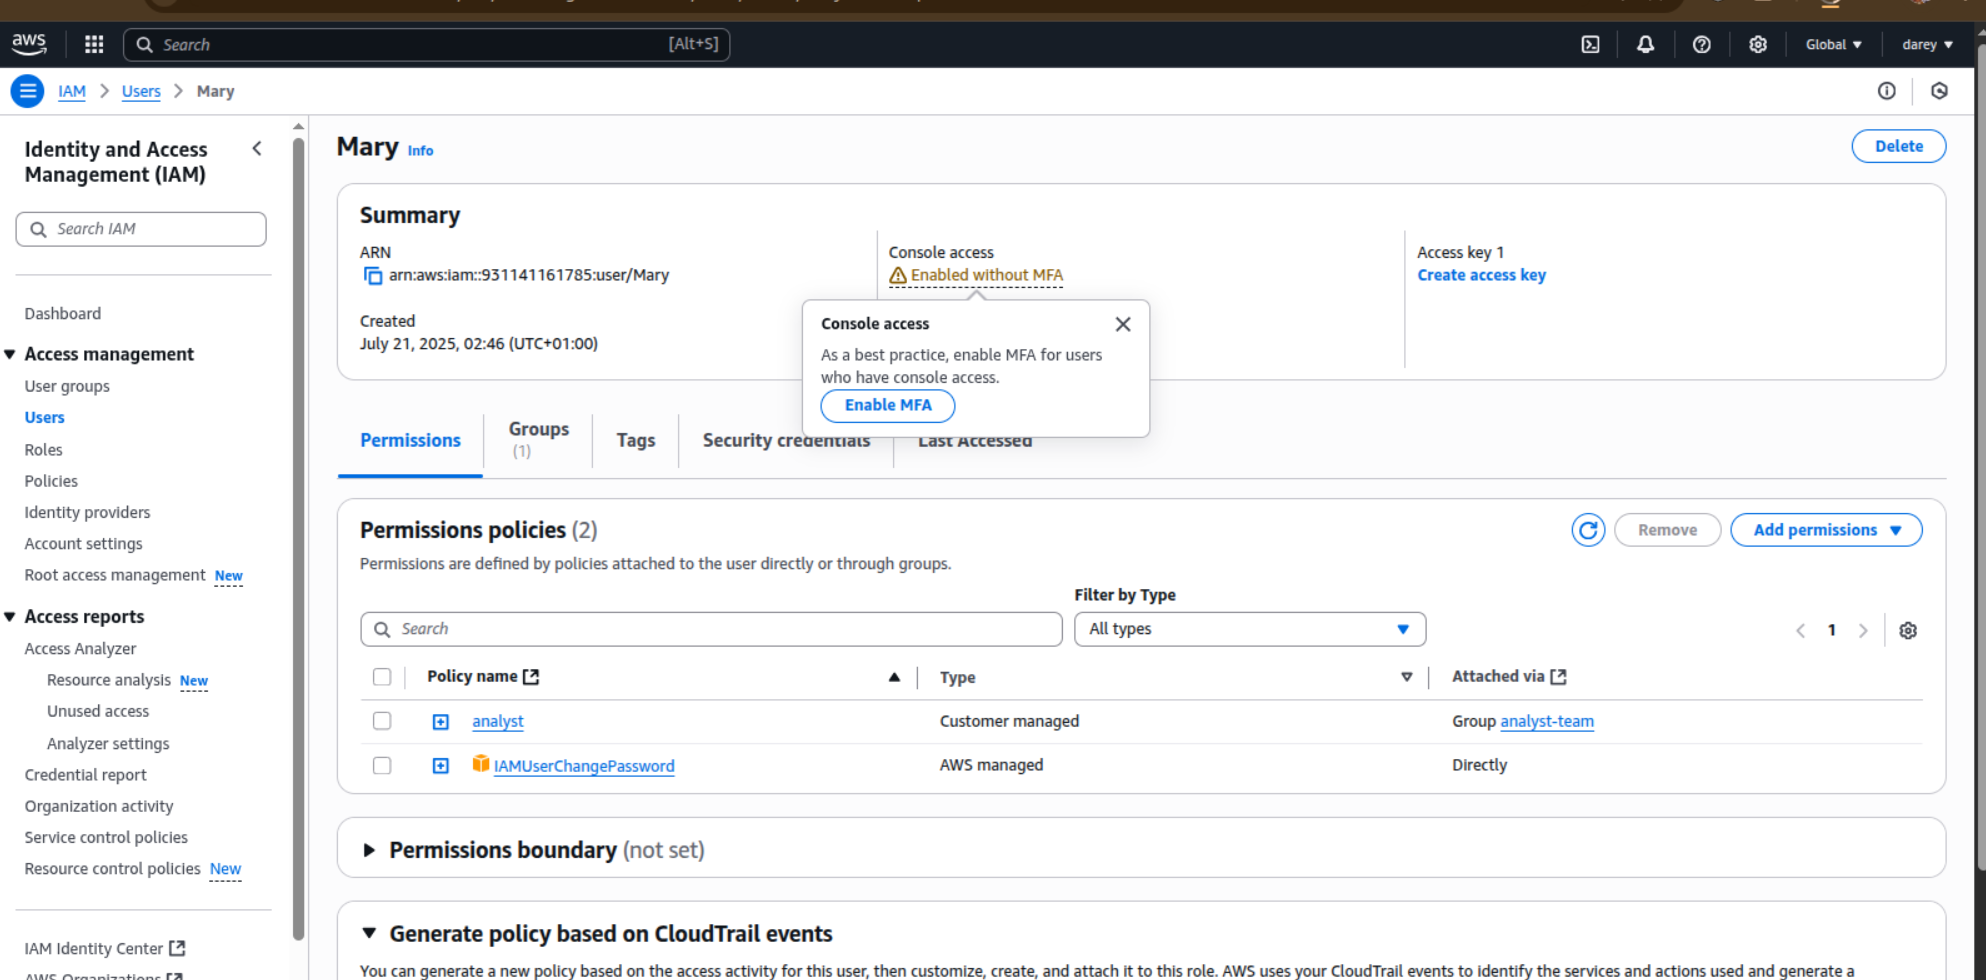 aws
Search [Alt+S]
Global
darey
IAM > Users > Mary
Identity and Access
Management (IAM)
Search IAM
Dashboard
Access management
User groups
Users
Roles
Policies
Identity providers
Account settings
Root access management New
Access reports
Access Analyzer
Resource analysis New
Unused access
Analyzer settings
Credential report
Organization activity
Service control policies
Resource control policies New
IAM Identity Center
AWS Organizations
Mary Info
Delete
Summary
ARN
arn:aws:iam::931141161785:user/Mary
Created
July 21, 2025, 02:46 (UTC+01:00)
Console access
Enabled without MFA
Access key 1
Create access key
Console access
As a best practice, enable MFA for users
who have console access.
Enable MFA
Permissions
Groups
(1)
Tags
Security credentials
Last Accessed
Permissions policies (2)
Remove
Add permissions
Permissions are defined by policies attached to the user directly or through groups.
Filter by Type
Search
All types
1
Policy name
Type
Attached via
analyst
Customer managed
Group analyst-team
IAMUserChangePassword
AWS managed
Directly
Permissions boundary (not set)
Generate policy based on CloudTrail events
You can generate a new policy based on the access activity for this user, then customize, create, and attach it to this role. AWS uses your CloudTrail events to identify the services and actions used and generate a